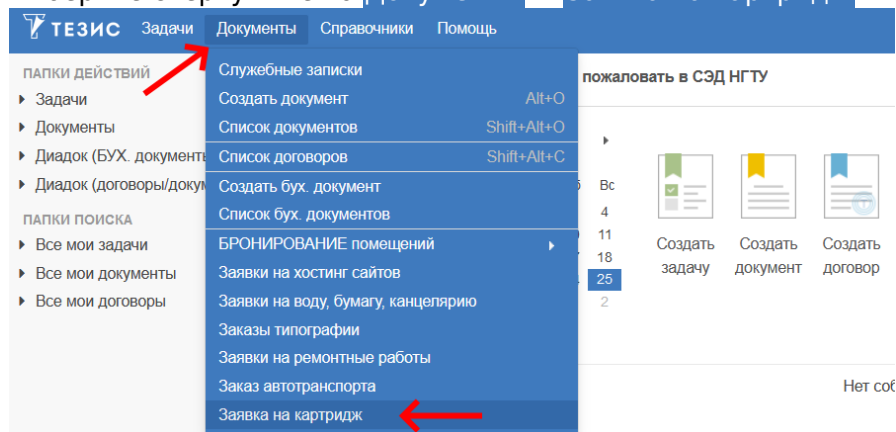 ТЕЗИС Задачи Документы Справочники Помощь
ПАПКИ ДЕЙСТВИЙ
Задачи
Документы
Диадок (БУХ. документ
Диадок (договоры/докум
ПАПКИ ПОИСКА
Все мои задачи
Все мои документы
Все мои договоры
Служебные записки
Создать документ Alt+O
Список документов Shift+Alt+O
Список договоров Shift+Alt+C
Создать бух. документ
Список бух. документов
БРОНИРОВАНИЕ помещений
Заявки на хостинг сайтов
Заявки на воду, бумагу, канцелярию
Заказы типографии
Заявки на ремонтные работы
Заказ автотранспорта
Заявка на картридж
пожаловать в СЭД НГТУ
Вс
4
11
18
25
2
Создать задачу
Создать документ
Создать договор
Нет соб